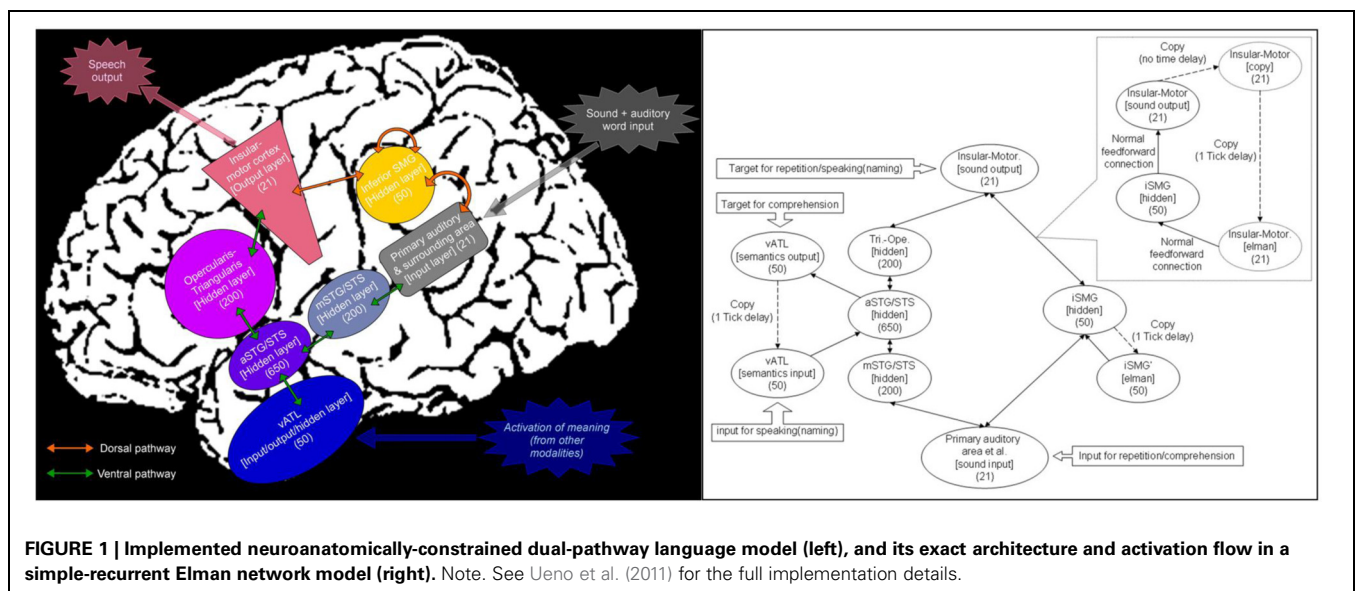 Speech
output
Sound + auditory
word input
Insular-
motor cortex
[Output layer]
(21)
Inferior SMG
[Hidden layer]
(50)
Primary auditory
& surrounding area
[Input layer] (21)
Opercularis-
Triangularis
[Hidden layer]
(200)
mSTG/STS
[Hidden layer]
(200)
aSTG/STS
[Hidden layer]
(650)
vATL
[Input/output/hidden layer]
(50)
Activation of meaning
(from other
modalities)
Dorsal pathway
Ventral pathway
Copy
(no time delay)
Insular-Motor
[copy]
(21)
Insular-Motor
[sound output]
(21)
Normal
feedforward
connection
Copy
(1 Tick delay)
iSMG
[hidden]
(50)
Normal
feedforward
connection
Insular-Motor.
[elman]
(21)
Target for repetition/speaking(naming)
Insular-Motor.
[sound output]
(21)
Target for comprehension
vATL
[semantics output]
(50)
Tri.-Ope.
[hidden]
(200)
Copy
(1 Tick delay)
aSTG/STS
[hidden]
(650)
iSMG
[hidden]
(50)
Copy
(1 Tick delay)
vATL
[semantics input]
(50)
mSTG/STS
[hidden]
(200)
iSMG'
[elman]
(50)
input for speaking(naming)
Primary auditory
area et al.
[sound input]
(21)
Input for repetition/comprehension
FIGURE 1 | Implemented neuroanatomically-constrained dual-pathway language model (left), and its exact architecture and activation flow in a
simple-recurrent Elman network model (right). Note. See Ueno et al. (2011) for the full implementation details.